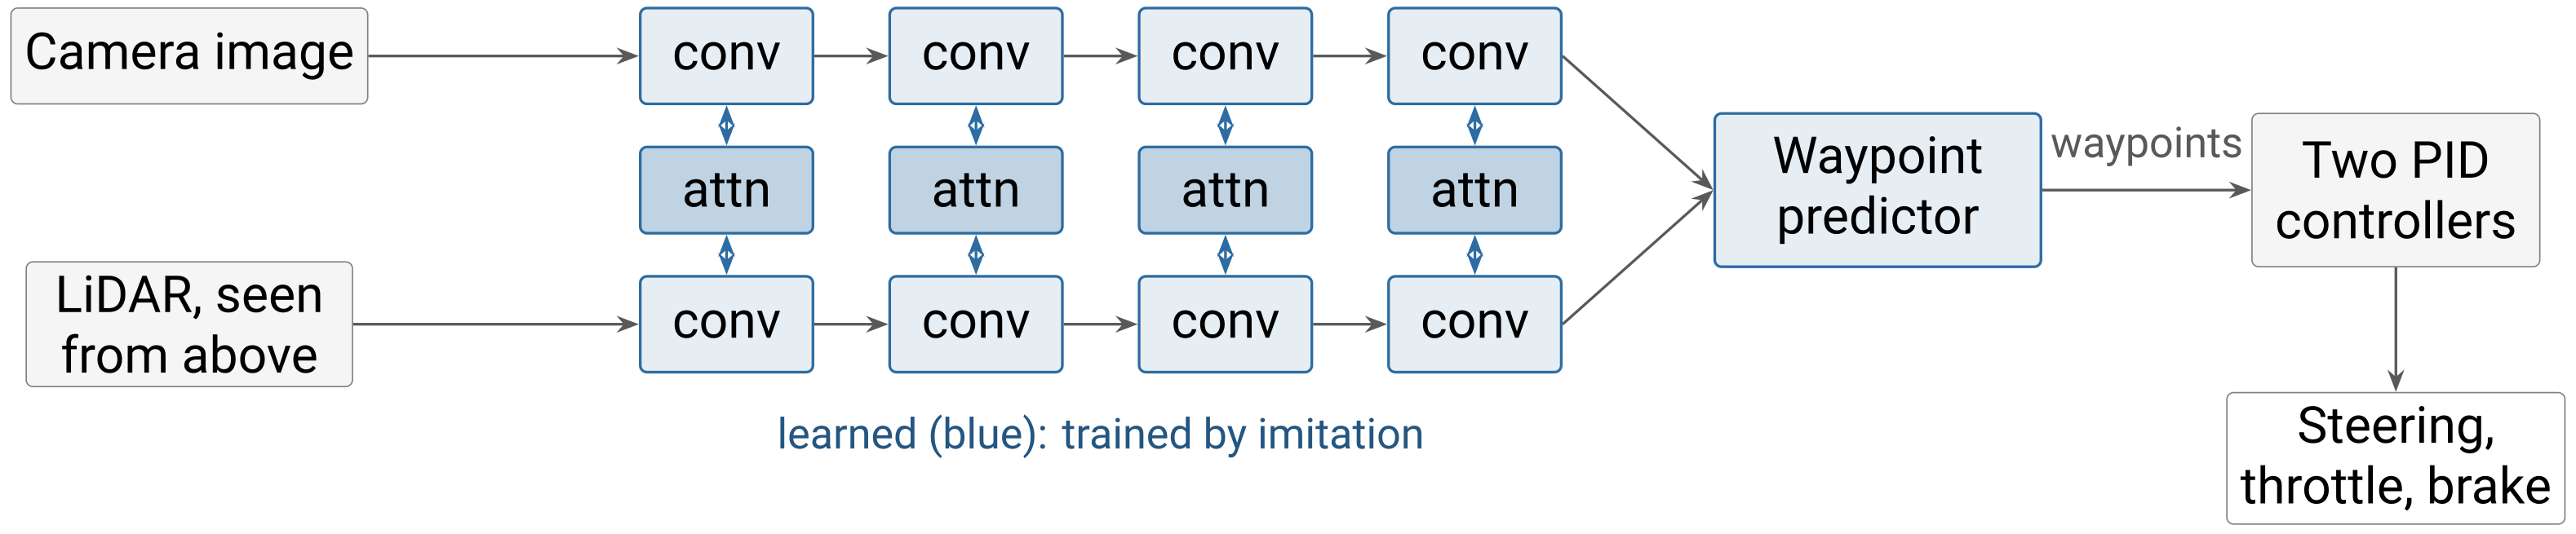 Camera image
conv
conv
conv
conv
attn
attn
attn
attn
LiDAR, seen
from above
conv
conv
conv
conv
Waypoint
predictor
waypoints
Two PID
controllers
Steering,
throttle, brake
learned (blue): trained by imitation